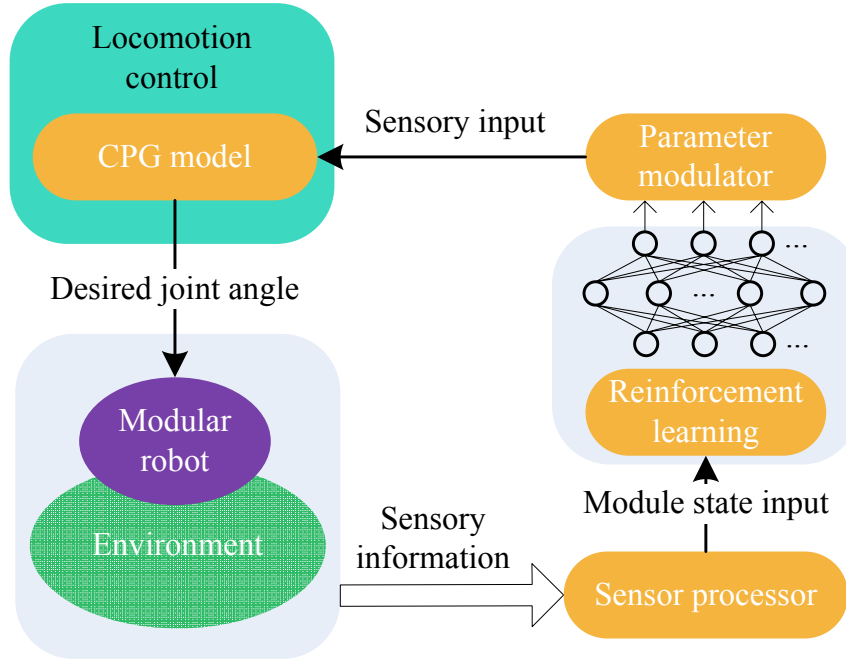 Locomotion
control
CPG model
Sensory input
Parameter
modulator
...
Desired joint angle
...
...
Modular
robot
Reinforcement
learning
Environment
Sensory
information
Module state input
Sensor processor